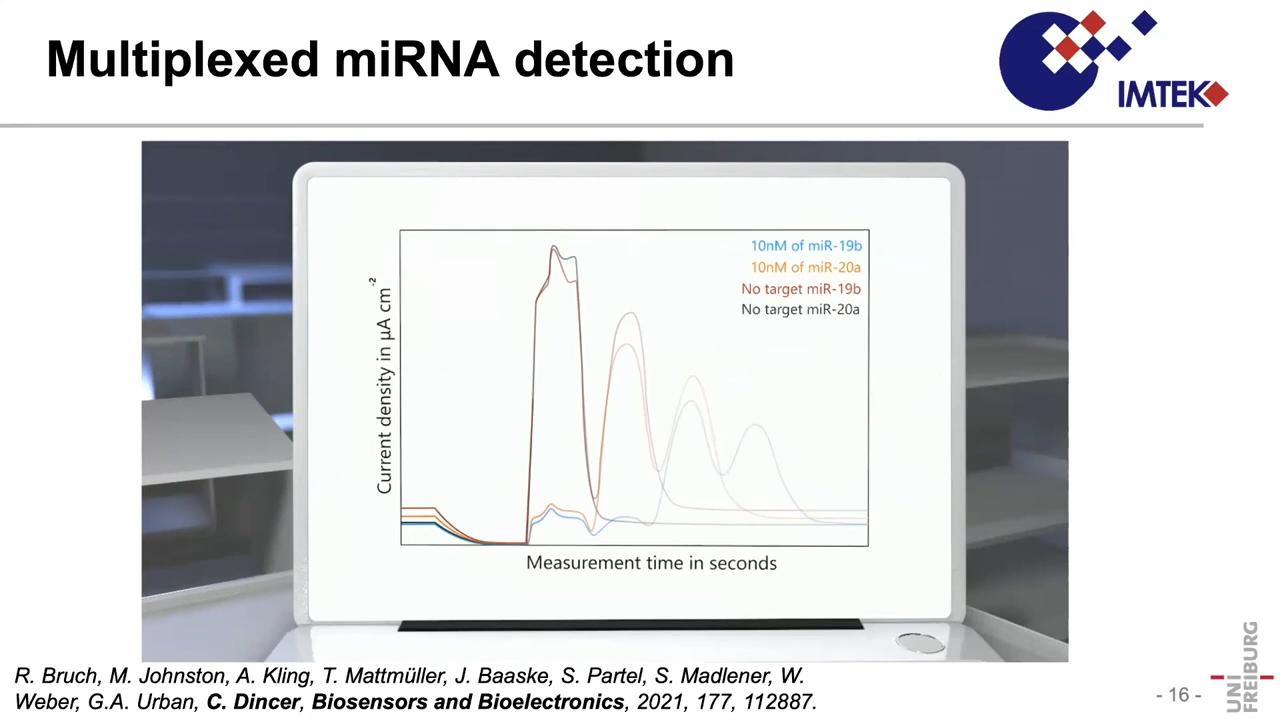 Multiplexed miRNA detection
IMTEK
10nM of miR-19b
10nM of miR-20a
No target miR-19b
No target miR-20a
Current density in µA cm⁻²
Measurement time in seconds
R. Bruch, M. Johnston, A. Kling, T. Mattmüller, J. Baaske, S. Partel, S. Madlener, W.
Weber, G.A. Urban, C. Dincer, Biosensors and Bioelectronics, 2021, 177, 112887.
- 16 -
UNI
FREIBURG